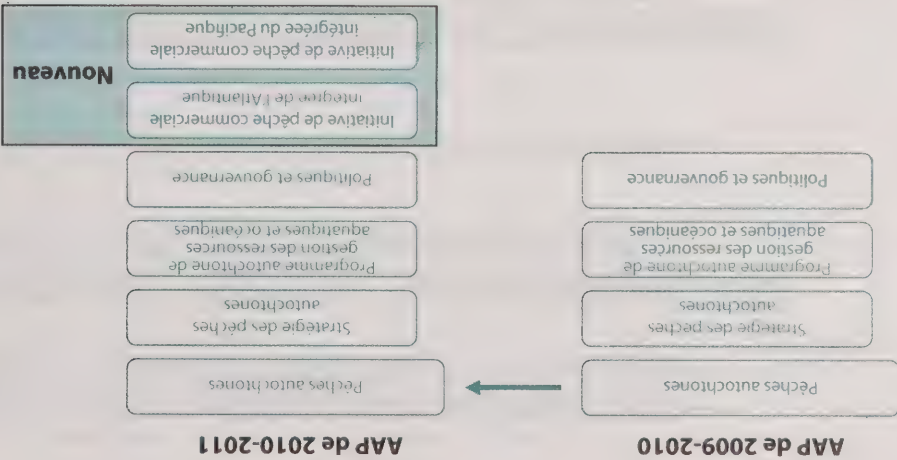 AAP de 2009-2010
Pêches autochtones
Stratégie des pêches
autochtones
Programme autochtone de
gestion des ressources
aquatiques et océaniques
Politiques et gouvernance
AAP de 2010-2011
Pêches autochtones
Stratégie des pêches
autochtones
Programme autochtone de
gestion des ressources
aquatiques et océaniques
Politiques et gouvernance
Initiative de pêche commerciale
intégrée de l'Atlantique
Initiative de pêche commerciale
intégrée du Pacifique
Nouveau